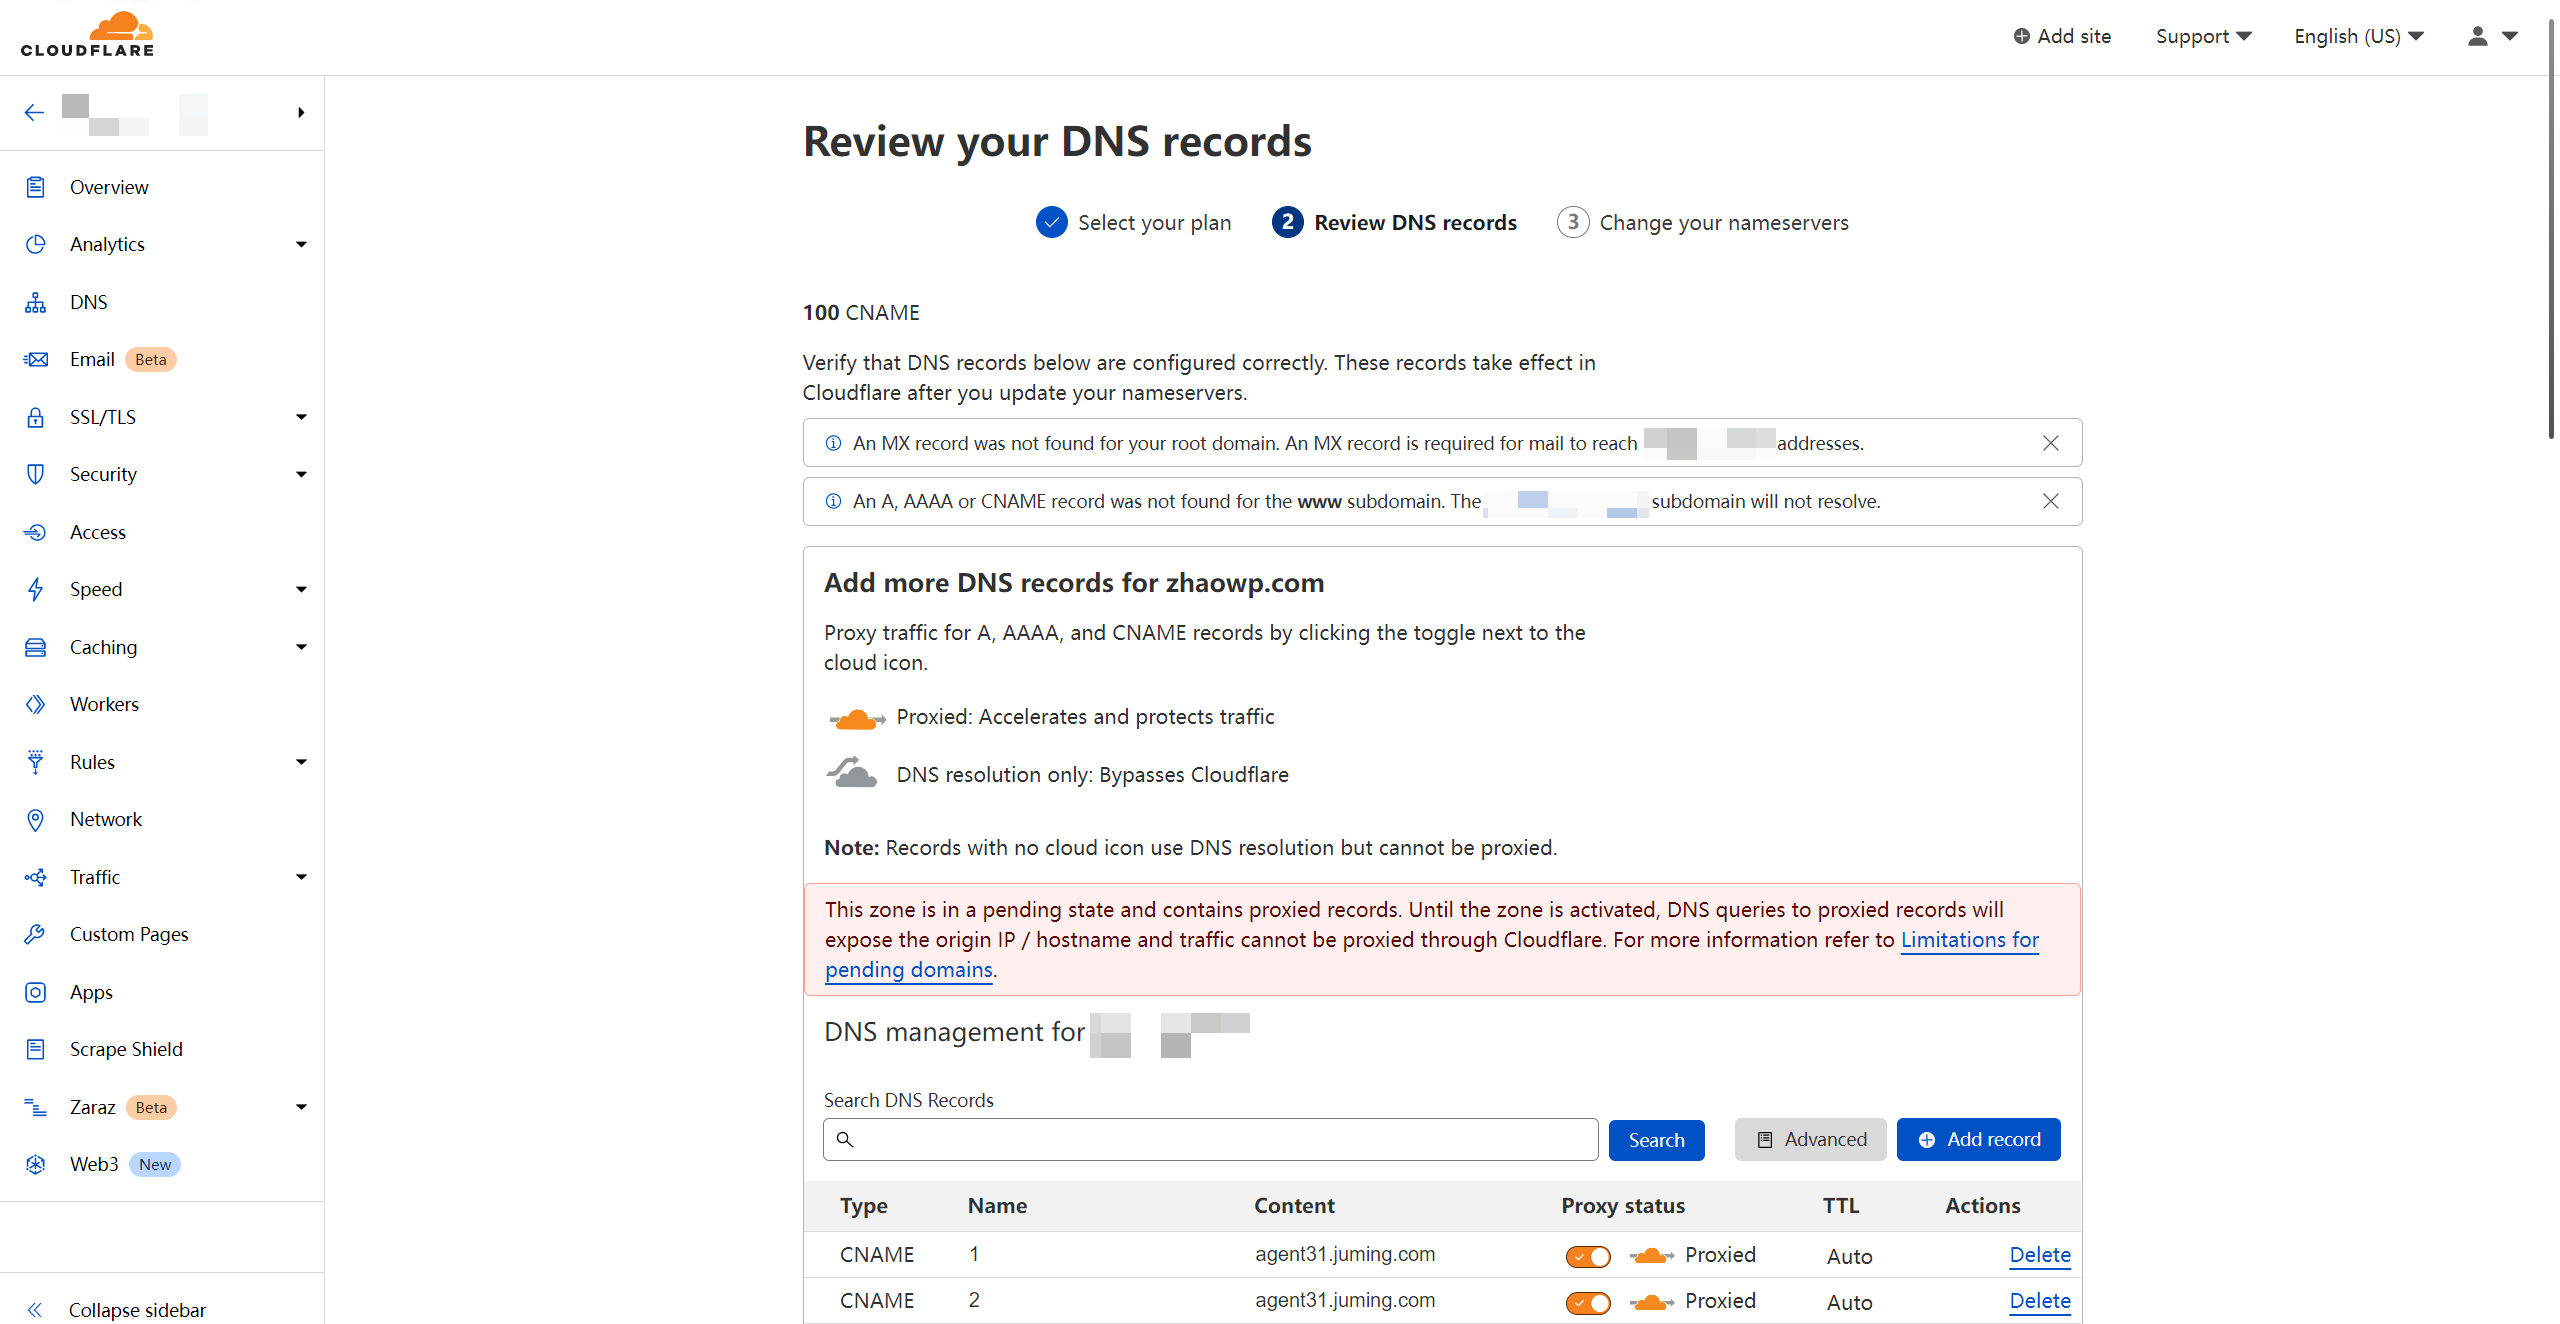 CLOUDFLARE
Add site
Support
English (US)
Overview
Analytics
DNS
Email Beta
SSL/TLS
Security
Access
Speed
Caching
Workers
Rules
Network
Traffic
Custom Pages
Apps
Scrape Shield
Zaraz Beta
Web3 New
Collapse sidebar
Review your DNS records
Select your plan
2 Review DNS records
3 Change your nameservers
100 CNAME
Verify that DNS records below are configured correctly. These records take effect in
Cloudflare after you update your nameservers.
An MX record was not found for your root domain. An MX record is required for mail to reach addresses.
An A, AAAA or CNAME record was not found for the www subdomain. The subdomain will not resolve.
Add more DNS records for zhaowp.com
Proxy traffic for A, AAAA, and CNAME records by clicking the toggle next to the
cloud icon.
Proxied: Accelerates and protects traffic
DNS resolution only: Bypasses Cloudflare
Note: Records with no cloud icon use DNS resolution but cannot be proxied.
This zone is in a pending state and contains proxied records. Until the zone is activated, DNS queries to proxied records will
expose the origin IP / hostname and traffic cannot be proxied through Cloudflare. For more information refer to Limitations for
pending domains.
DNS management for
Search DNS Records
Search
Advanced
Add record
Type Name Content Proxy status TTL Actions
CNAME 1 agent31.juming.com Proxied Auto Delete
CNAME 2 agent31.juming.com Proxied Auto Delete